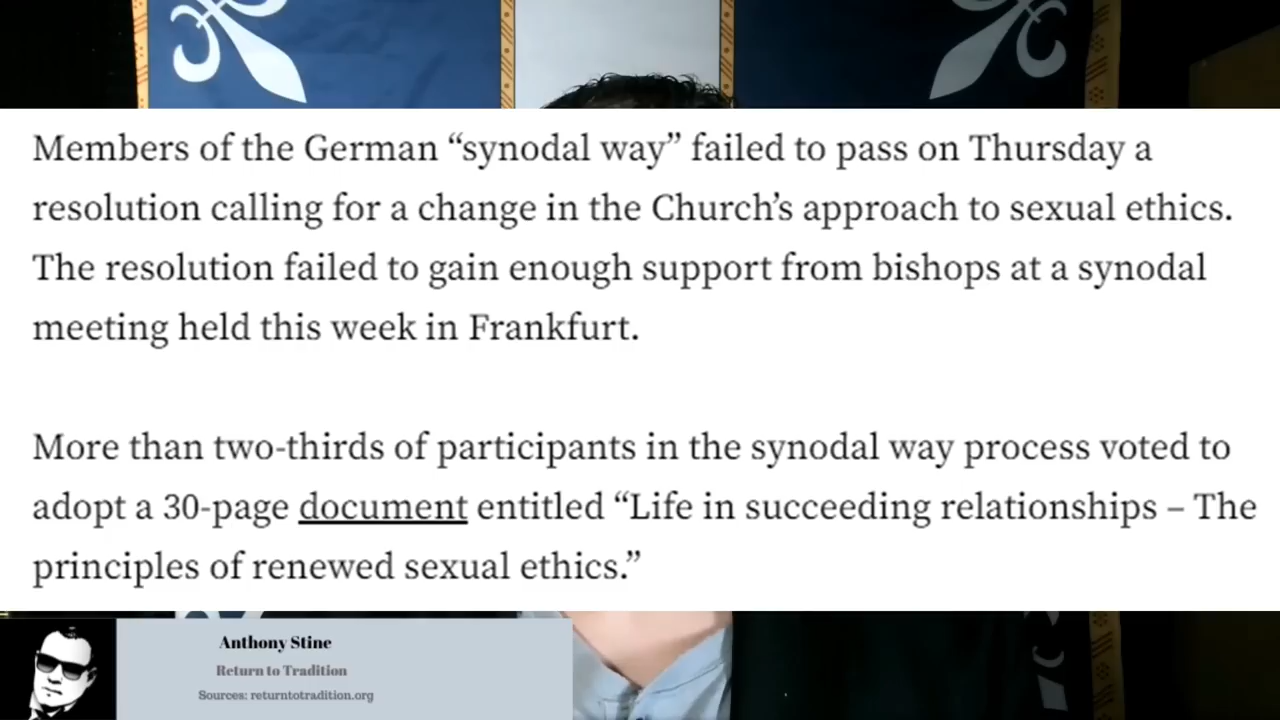 Members of the German “synodal way” failed to pass on Thursday a
resolution calling for a change in the Church’s approach to sexual ethics.
The resolution failed to gain enough support from bishops at a synodal
meeting held this week in Frankfurt.
More than two-thirds of participants in the synodal way process voted to
adopt a 30-page document entitled “Life in succeeding relationships – The
principles of renewed sexual ethics.”
Anthony Stine
Return to Tradition
Sources: returntotradition.org